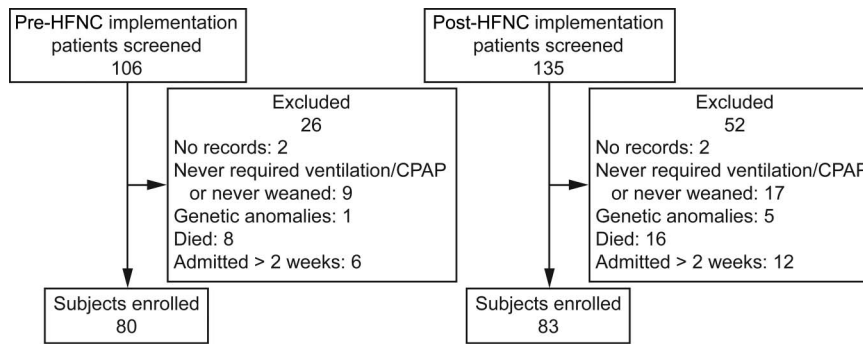 Pre-HFNC implementation
patients screened
106
Excluded
26
No records: 2
Never required ventilation/CPAP
or never weaned: 9
Genetic anomalies: 1
Died: 8
Admitted > 2 weeks: 6
Subjects enrolled
80
Post-HFNC implementation
patients screened
135
Excluded
52
No records: 2
Never required ventilation/CPAP
or never weaned: 17
Genetic anomalies: 5
Died: 16
Admitted > 2 weeks: 12
Subjects enrolled
83